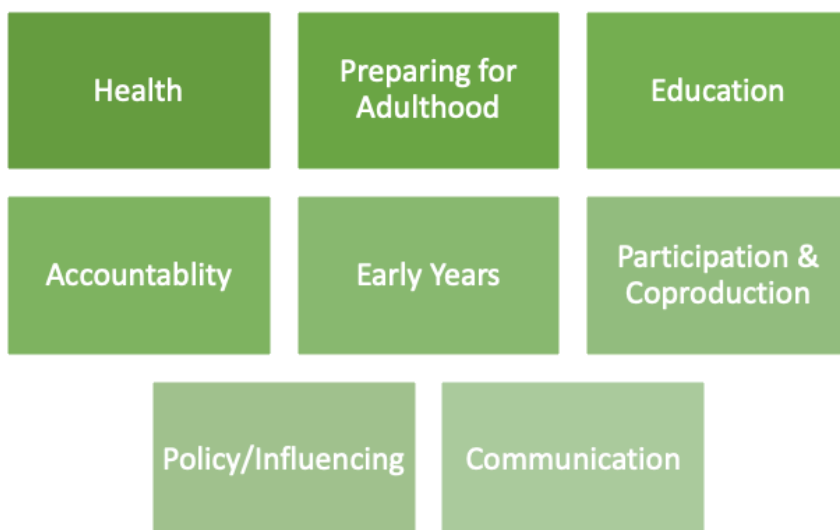 Health
Preparing for
Adulthood
Education
Accountablity
Early Years
Participation &
Coproduction
Policy/Influencing
Communication